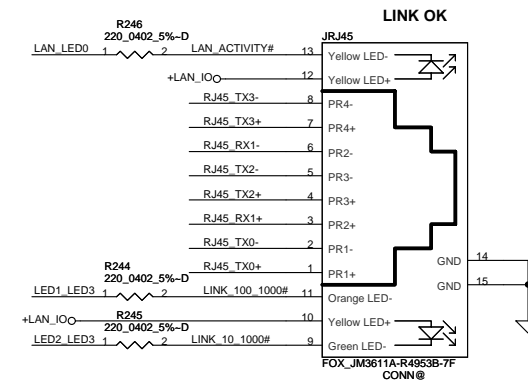 LINK OK
R246
220_0402_5%~D
JRJ45
LAN_LED0 1 2 LAN_ACTIVITY# 13 Yellow LED-
+LAN_IO 12 Yellow LED+
RJ45_TX3- 8 PR4-
RJ45_TX3+ 7 PR4+
RJ45_RX1- 6 PR2-
RJ45_TX2- 5 PR3-
RJ45_TX2+ 4 PR3+
RJ45_RX1+ 3 PR2+
RJ45_TX0- 2 PR1-
RJ45_TX0+ 1 PR1+
GND 14
GND 15
R244
220_0402_5%~D
LED1_LED3 1 2 LINK_100_1000# 11 Orange LED-
+LAN_IO 10 Yellow LED+
R245
220_0402_5%~D
LED2_LED3 1 2 LINK_10_1000# 9 Green LED-
FOX_JM3611A-R4953B-7F
CONN@